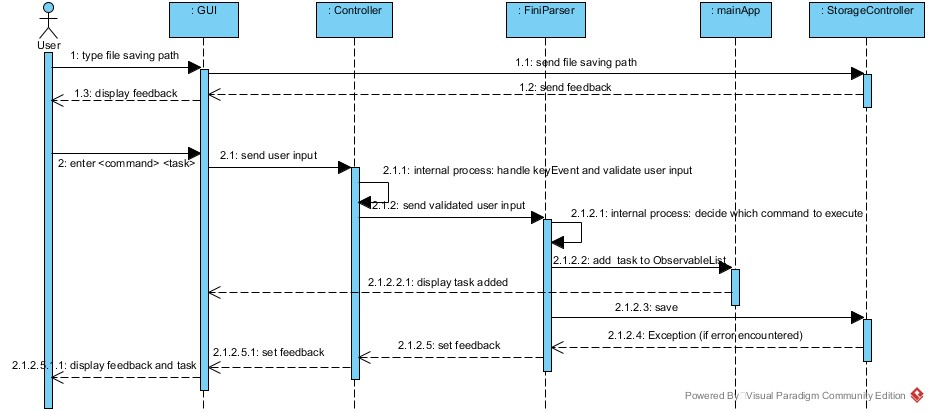 : GUI
: Controller
: FiniParser
: mainApp
: StorageController
User
1: type file saving path
1.1: send file saving path
1.2: send feedback
1.3: display feedback
2: enter <command> <task>
2.1: send user input
2.1.1: internal process: handle keyEvent and validate user input
2.1.2: send validated user input
2.1.2.1: internal process: decide which command to execute
2.1.2.2: add task to ObservableList
2.1.2.2.1: display task added
2.1.2.3: save
2.1.2.4: Exception (if error encountered)
2.1.2.5: set feedback
2.1.2.5.1: set feedback
2.1.2.5.1.1: display feedback and task
Powered By Visual Paradigm Community Edition